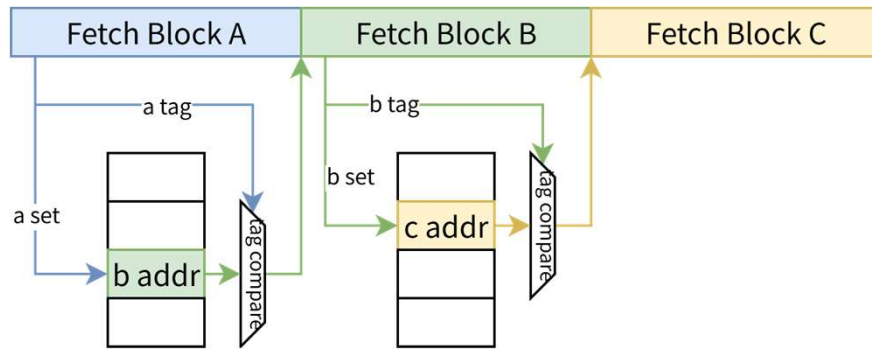 Fetch Block A
Fetch Block B
Fetch Block C
a tag
b tag
a set
b set
b addr
tag compare
c addr
tag compare